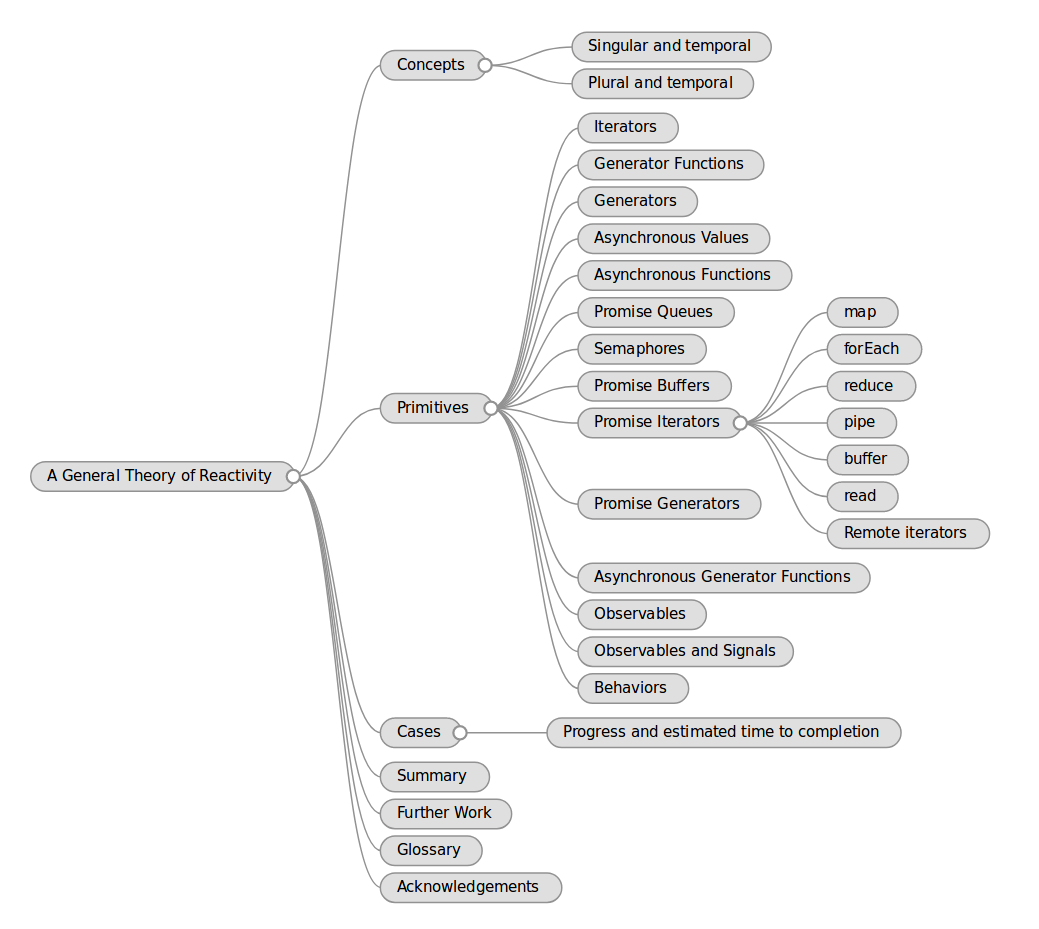 A General Theory of Reactivity
Concepts
Singular and temporal
Plural and temporal
Primitives
Iterators
Generator Functions
Generators
Asynchronous Values
Asynchronous Functions
Promise Queues
Semaphores
Promise Buffers
Promise Iterators
map
forEach
reduce
pipe
buffer
read
Remote iterators
Promise Generators
Asynchronous Generator Functions
Observables
Observables and Signals
Behaviors
Cases
Progress and estimated time to completion
Summary
Further Work
Glossary
Acknowledgements